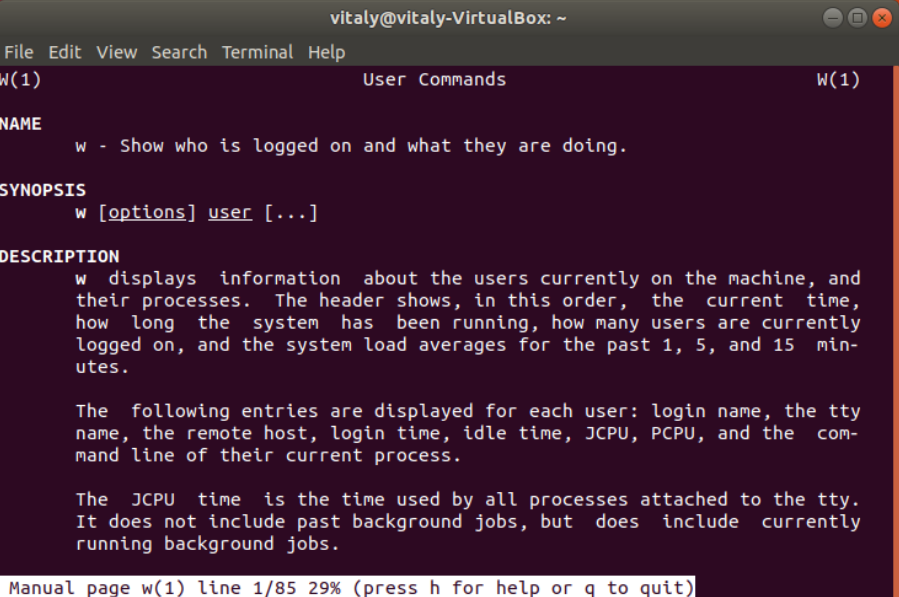 vitaly@vitaly-VirtualBox: ~
File Edit View Search Terminal Help
W(1) User Commands W(1)
NAME
w - Show who is logged on and what they are doing.
SYNOPSIS
w [options] user [...]
DESCRIPTION
w displays information about the users currently on the machine, and
their processes. The header shows, in this order, the current time,
how long the system has been running, how many users are currently
logged on, and the system load averages for the past 1, 5, and 15 min-
utes.
The following entries are displayed for each user: login name, the tty
name, the remote host, login time, idle time, JCPU, PCPU, and the com-
mand line of their current process.
The JCPU time is the time used by all processes attached to the tty.
It does not include past background jobs, but does include currently
running background jobs.
Manual page w(1) line 1/85 29% (press h for help or q to quit)